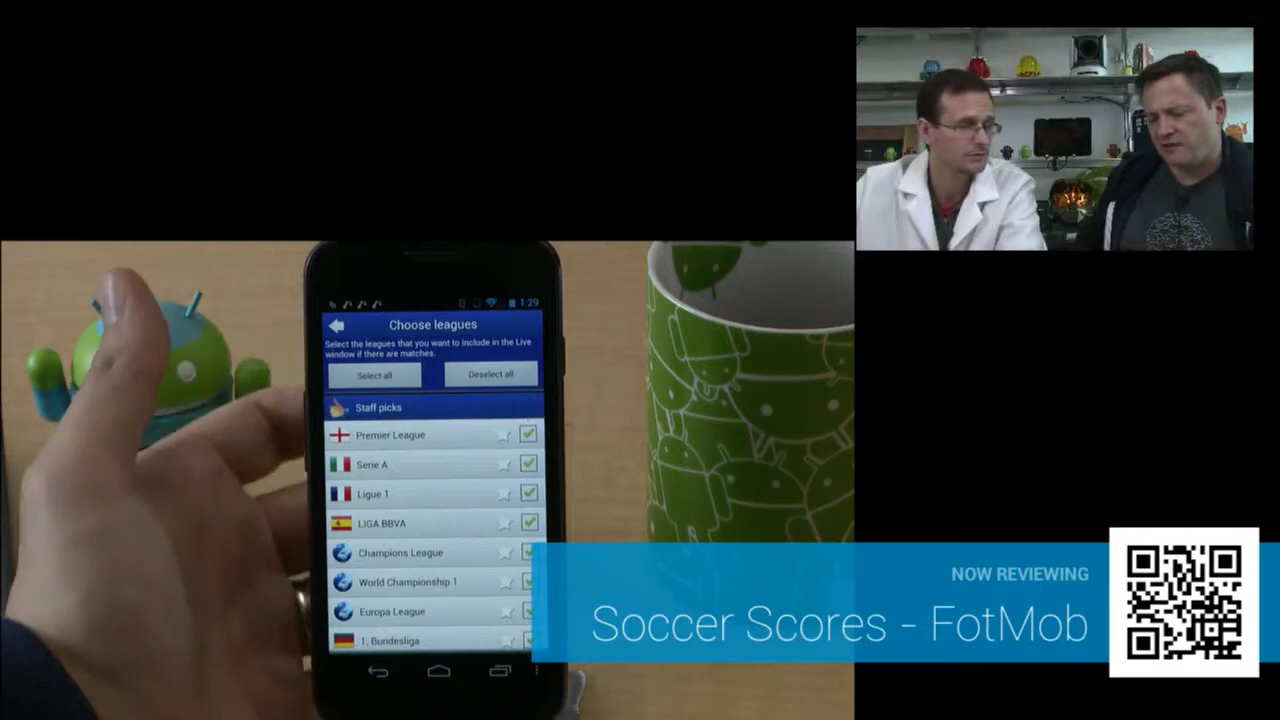 1:29
Choose leagues
Select the leagues that you want to include in the Live
window if there are matches.
Select all
Deselect all
Staff picks
Premier League
Serie A
Ligue 1
LIGA BBVA
Champions League
World Championship 1
Europa League
1. Bundesliga
NOW REVIEWING
Soccer Scores - FotMob